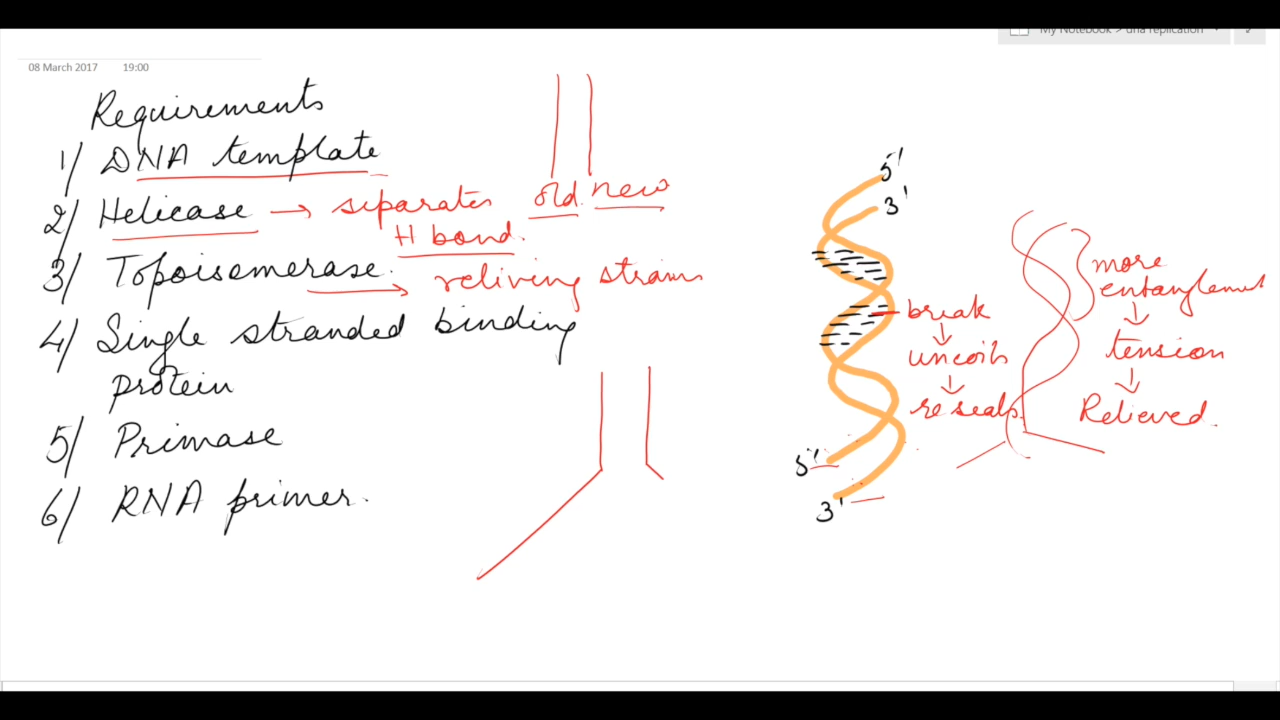 My Notebook > dna replication
08 March 2017 19:00
Requirements
1) DNA template
old new
2) Helicase → separates
H bond.
3) Topoisomerase. → reliving strains
4) Single stranded binding
protein
5) Primase
6) RNA primer.
5'
3'
break
↓
uncoils
↓
reseals.
5'
3'
more
entanglement
↓
tension
↓
Relieved.